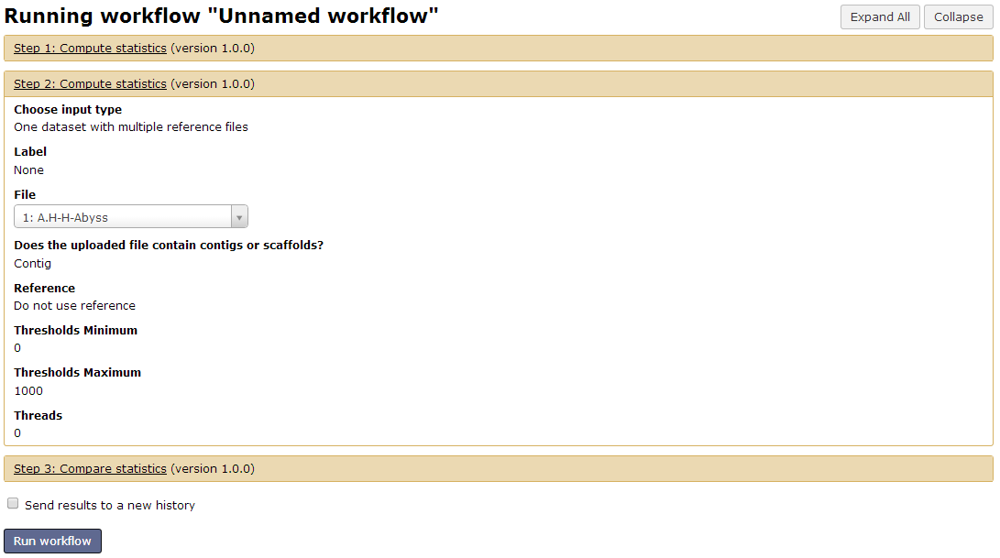 Running workflow "Unnamed workflow"
Expand All
Collapse
Step 1: Compute statistics (version 1.0.0)
Step 2: Compute statistics (version 1.0.0)
Choose input type
One dataset with multiple reference files
Label
None
File
1: A.H-H-Abyss
Does the uploaded file contain contigs or scaffolds?
Contig
Reference
Do not use reference
Thresholds Minimum
0
Thresholds Maximum
1000
Threads
0
Step 3: Compare statistics (version 1.0.0)
Send results to a new history
Run workflow